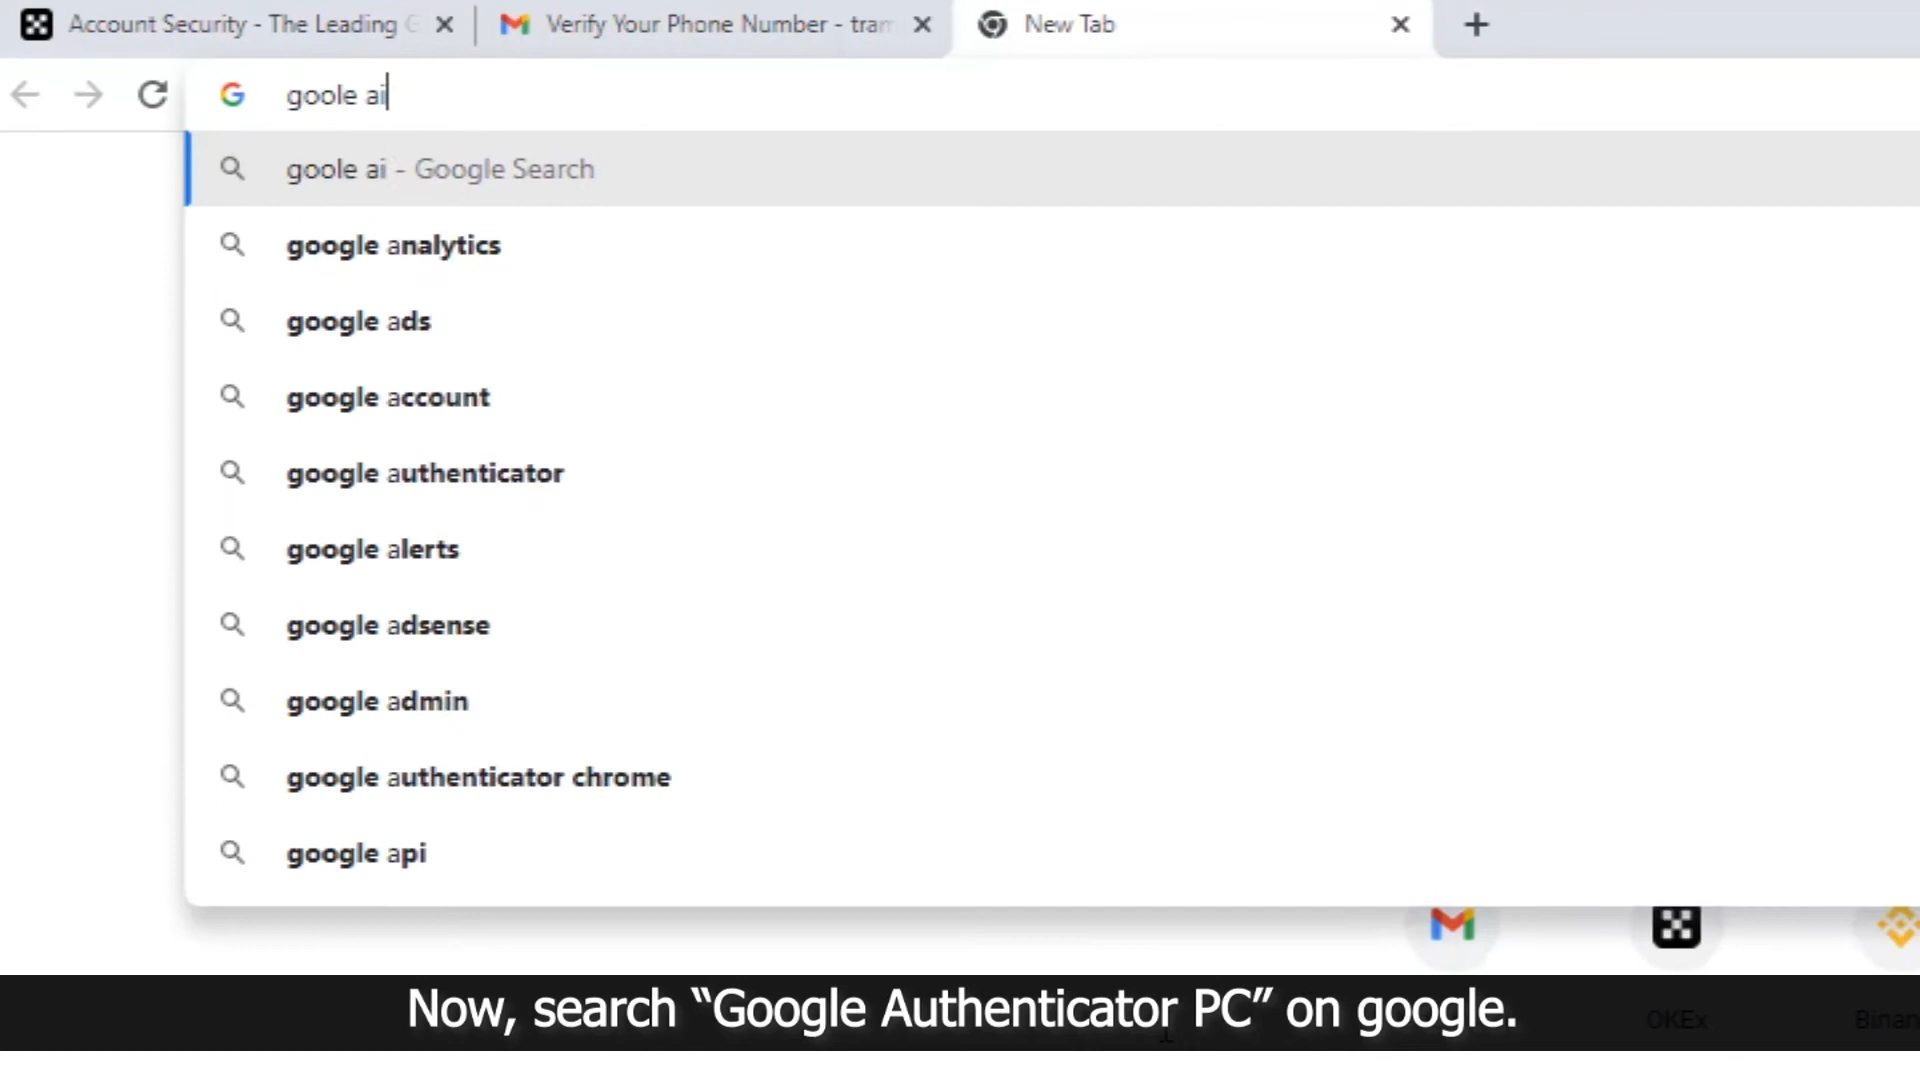 Account Security - The Leading
Verify Your Phone Number - tran
New Tab
goole ai
goole ai - Google Search
google analytics
google ads
google account
google authenticator
google alerts
google adsense
google admin
google authenticator chrome
google api
Now, search “Google Authenticator PC” on google.
OKEx
Binan